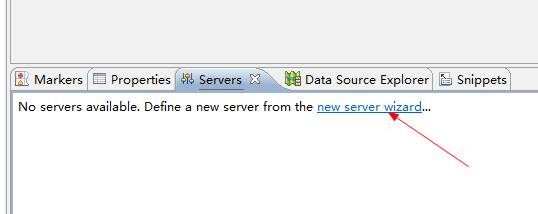 Markers Properties Servers Data Source Explorer Snippets
No servers available. Define a new server from the new server wizard...